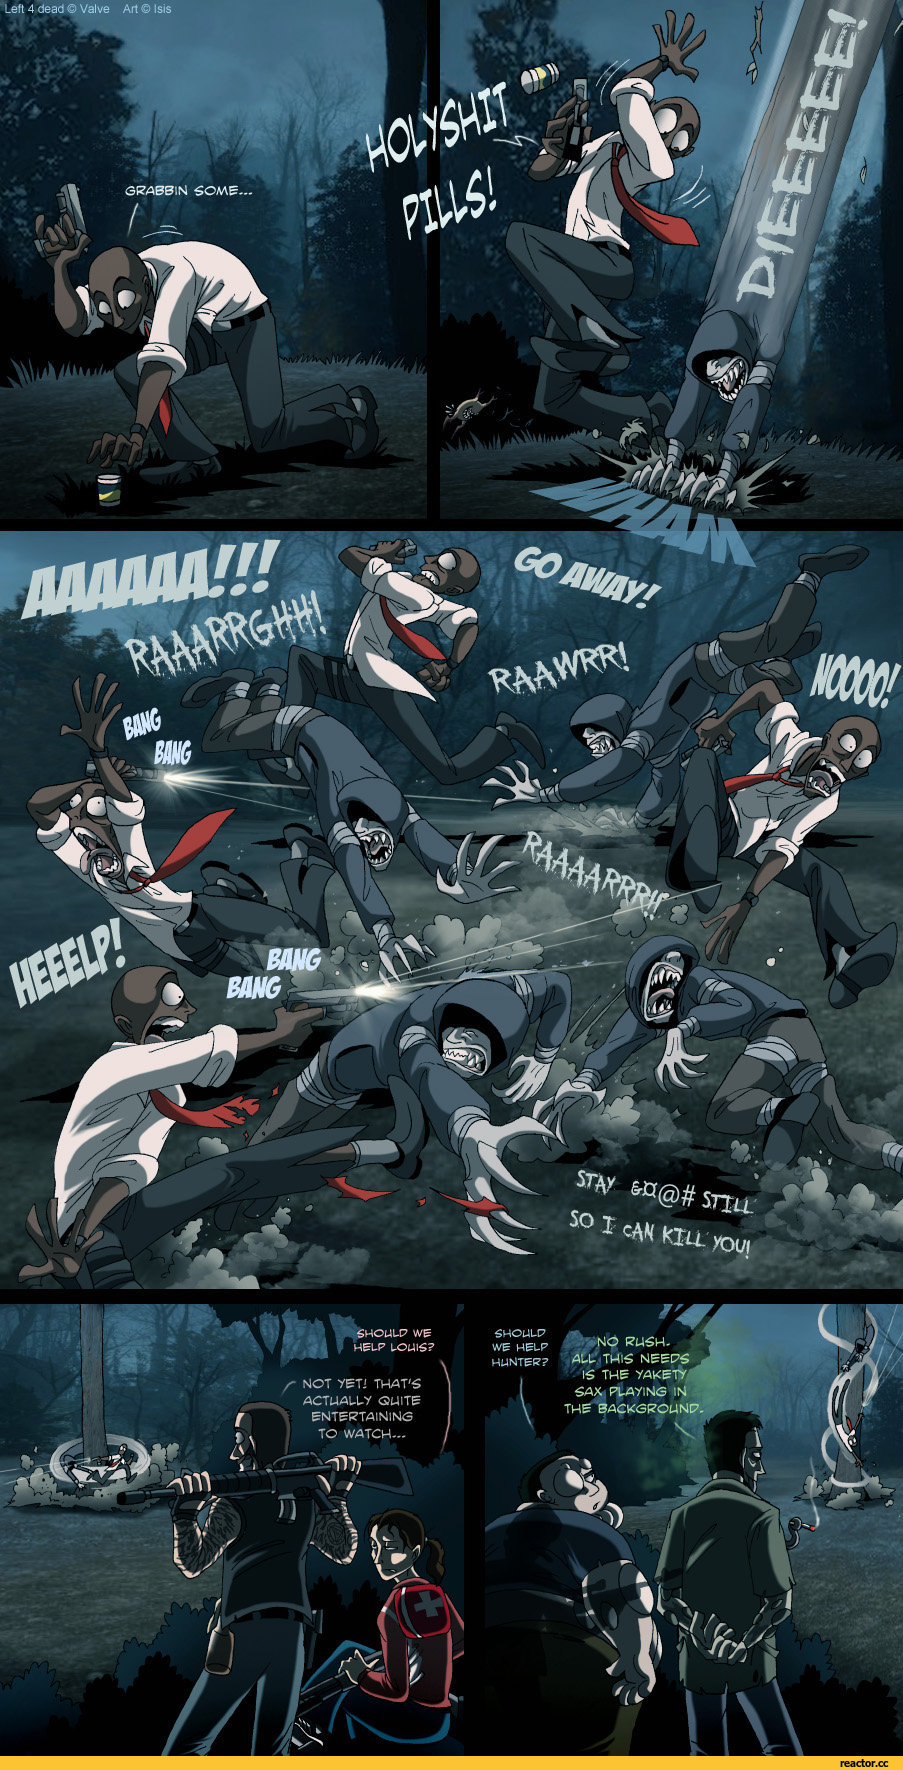 Left 4 dead © Valve Art © Isis
GRABBIN SOME...
HOLYSHIT
PILLS!
DIEEEEEE!
WHAM
AAAAAA!!!
RAAARRGHH!
GO AWAY!
RAAWRR!
NOOOO!
BANG
BANG
RAAAARRR!!
HEEELP!
BANG
BANG
STAY &¤@# STILL
SO I CAN KILL YOU!
SHOULD WE
HELP LOUIS?
NOT YET! THAT'S
ACTUALLY QUITE
ENTERTAINING
TO WATCH...
SHOULD
WE HELP
HUNTER?
NO RUSH.
ALL THIS NEEDS
IS THE YAKETY
SAX PLAYING IN
THE BACKGROUND.
reactor.cc